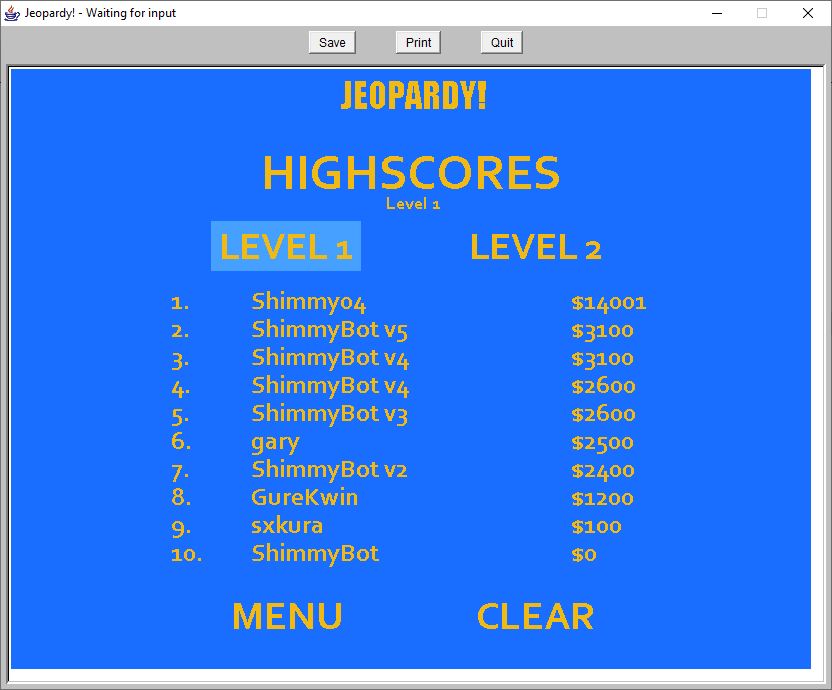 Jeopardy! - Waiting for input
Save Print Quit
JEOPARDY!
HIGHSCORES
Level 1
LEVEL 1 LEVEL 2
1. Shimmy04 $14001
2. ShimmyBot v5 $3100
3. ShimmyBot v4 $3100
4. ShimmyBot v4 $2600
5. ShimmyBot v3 $2600
6. gary $2500
7. ShimmyBot v2 $2400
8. GureKwin $1200
9. sxkura $100
10. ShimmyBot $0
MENU CLEAR